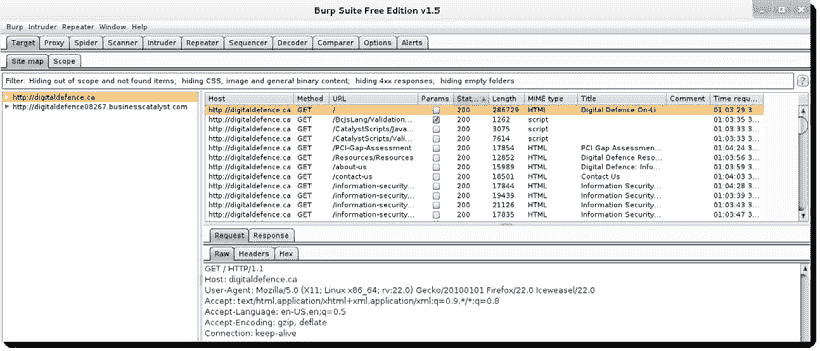 Burp Suite Free Edition v1.5
Burp Intruder Repeater Window Help
Target Proxy Spider Scanner Intruder Repeater Sequencer Decoder Comparer Options Alerts
Site map Scope
Filter: Hiding out of scope and not found items; hiding CSS, image and general binary content; hiding 4xx responses; hiding empty folders ?
http://digitaldefence.ca
http://digitaldefence08267.businesscatalyst.com
Host Method URL Params Stat... Length MIME type Title Comment Time requ...
http://digitaldefence.ca GET / 200 286729 HTML Digital Defence On-Li 01:03:29 3
http://digitaldefence.ca GET /BcJsLang/Validation... 200 1262 script 01:03:35 3...
http://digitaldefence.ca GET /CatalystScripts/Java... 200 3075 script 01:03:33 3...
http://digitaldefence.ca GET /CatalystScripts/Vali... 200 7614 script 01:03:33 3...
http://digitaldefence.ca GET /PCI-Gap-Assessment 200 17854 HTML PCI Gap Assessmen... 01:04:24 3...
http://digitaldefence.ca GET /Resources/Resources 200 12852 HTML Digital Defence Reso... 01:03:56 3...
http://digitaldefence.ca GET /about-us 200 15989 HTML Digital Defence: Info... 01:03:59 3...
http://digitaldefence.ca GET /contact-us 200 18501 HTML Contact Us 01:04:03 3...
http://digitaldefence.ca GET /information-security... 200 17844 HTML Information Security... 01:04:28 3...
http://digitaldefence.ca GET /information-security... 200 19439 HTML Information Security... 01:03:39 3...
http://digitaldefence.ca GET /information-security... 200 21126 HTML Information Security... 01:03:43 3...
http://digitaldefence.ca GET /information-security... 200 17835 HTML Information Security... 01:03:47 3...
Request Response
Raw Headers Hex
GET / HTTP/1.1
Host: digitaldefence.ca
User-Agent: Mozilla/5.0 (X11; Linux x86_64; rv:22.0) Gecko/20100101 Firefox/22.0 Iceweasel/22.0
Accept: text/html,application/xhtml+xml,application/xml;q=0.9,*/*;q=0.8
Accept-Language: en-US,en;q=0.5
Accept-Encoding: gzip, deflate
Connection: keep-alive